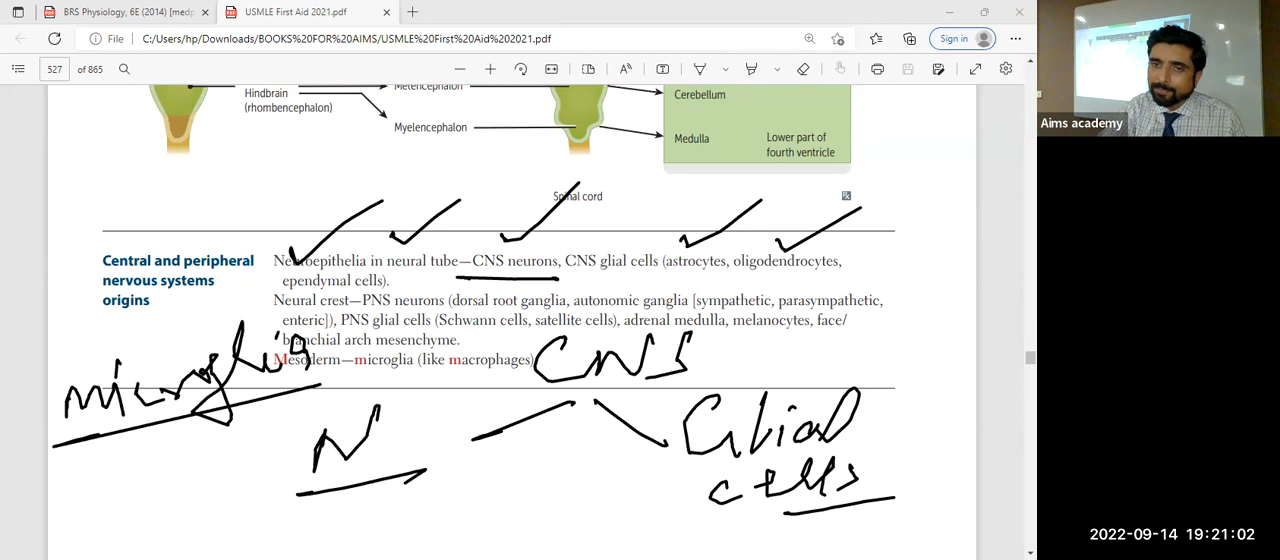 BRS Physiology, 6E (2014) [medp
USMLE First Aid 2021.pdf
File
C:/Users/hp/Downloads/BOOKS%20FOR%20AIMS/USMLE%20First%20Aid%202021.pdf
Sign in
527 of 865
Hindbrain
(rhombencephalon)
Metencephalon
Myelencephalon
Cerebellum
Medulla
Lower part of
fourth ventricle
Spinal cord
Central and peripheral
nervous systems
origins
Neuroepithelia in neural tube—CNS neurons, CNS glial cells (astrocytes, oligodendrocytes,
ependymal cells).
Neural crest—PNS neurons (dorsal root ganglia, autonomic ganglia [sympathetic, parasympathetic,
enteric]), PNS glial cells (Schwann cells, satellite cells), adrenal medulla, melanocytes, face/
branchial arch mesenchyme.
Mesoderm—microglia (like macrophages)
microglia
CNS
N
Glial
cells
Aims academy
2022-09-14 19:21:02